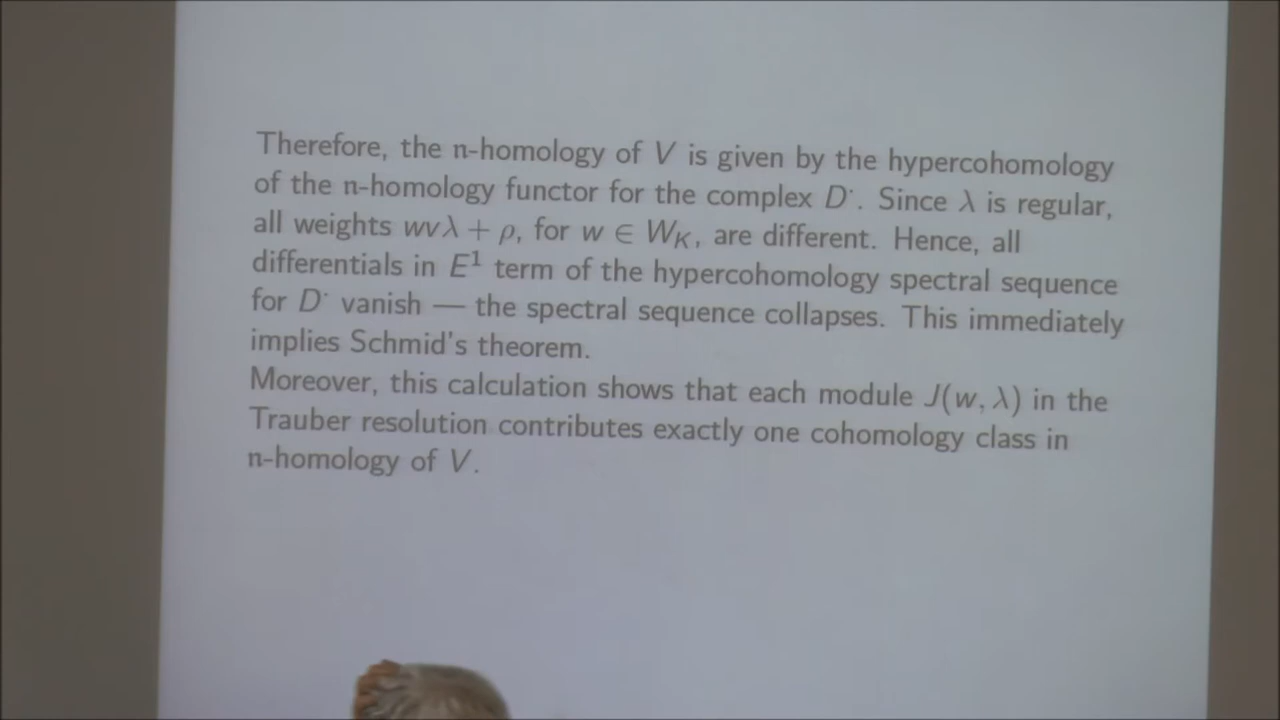 Therefore, the n-homology of V is given by the hypercohomology
of the n-homology functor for the complex D˙. Since λ is regular,
all weights wvλ + ρ, for w ∈ W_K, are different. Hence, all
differentials in E¹ term of the hypercohomology spectral sequence
for D˙ vanish — the spectral sequence collapses. This immediately
implies Schmid's theorem.
Moreover, this calculation shows that each module J(w, λ) in the
Trauber resolution contributes exactly one cohomology class in
n-homology of V.